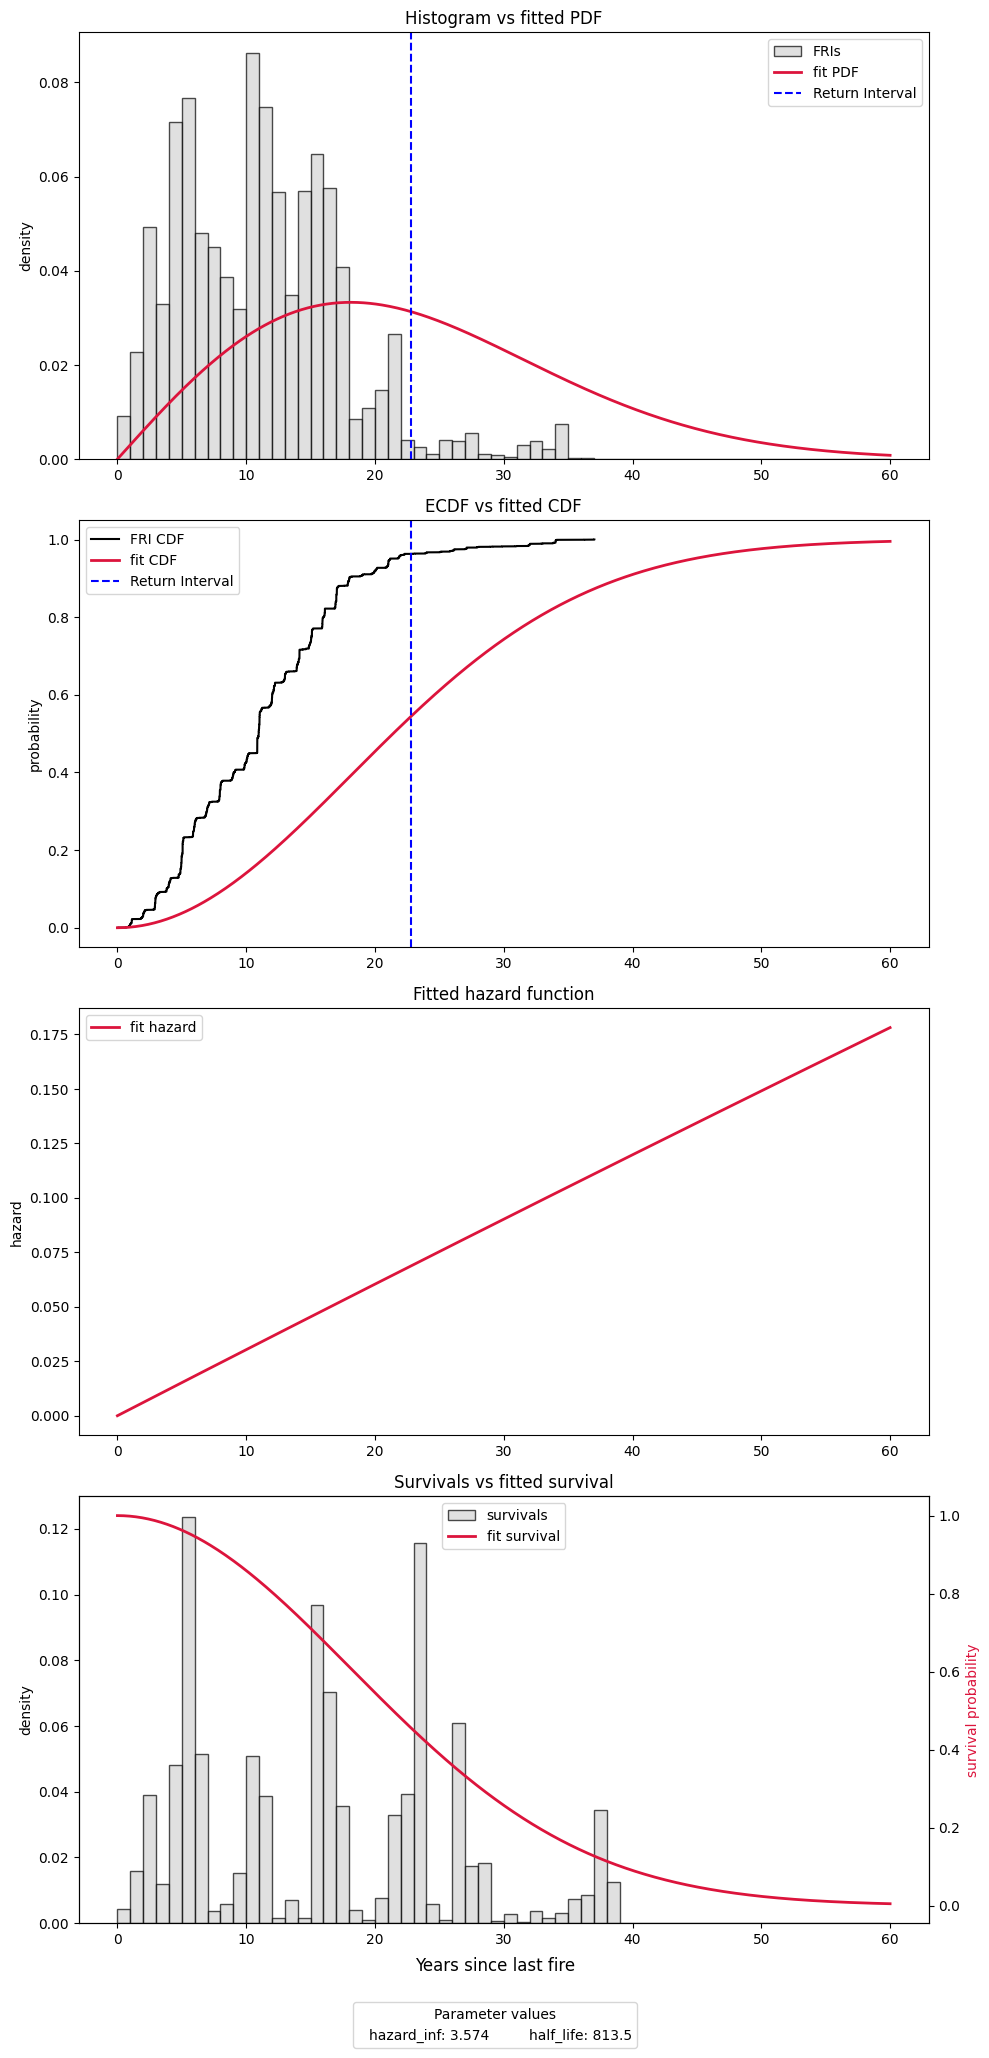 Histogram vs fitted PDF
density
0.08
0.06
0.04
0.02
0.00
FRIs
fit PDF
Return Interval
0 10 20 30 40 50 60
ECDF vs fitted CDF
probability
1.0
0.8
0.6
0.4
0.2
0.0
FRI CDF
fit CDF
Return Interval
0 10 20 30 40 50 60
Fitted hazard function
hazard
0.175
0.150
0.125
0.100
0.075
0.050
0.025
0.000
fit hazard
0 10 20 30 40 50 60
Survivals vs fitted survival
density
0.12
0.10
0.08
0.06
0.04
0.02
0.00
survivals
fit survival
1.0
0.8
0.6
0.4
0.2
0.0
survival probability
0 10 20 30 40 50 60
Years since last fire
Parameter values
hazard_inf: 3.574 half_life: 813.5